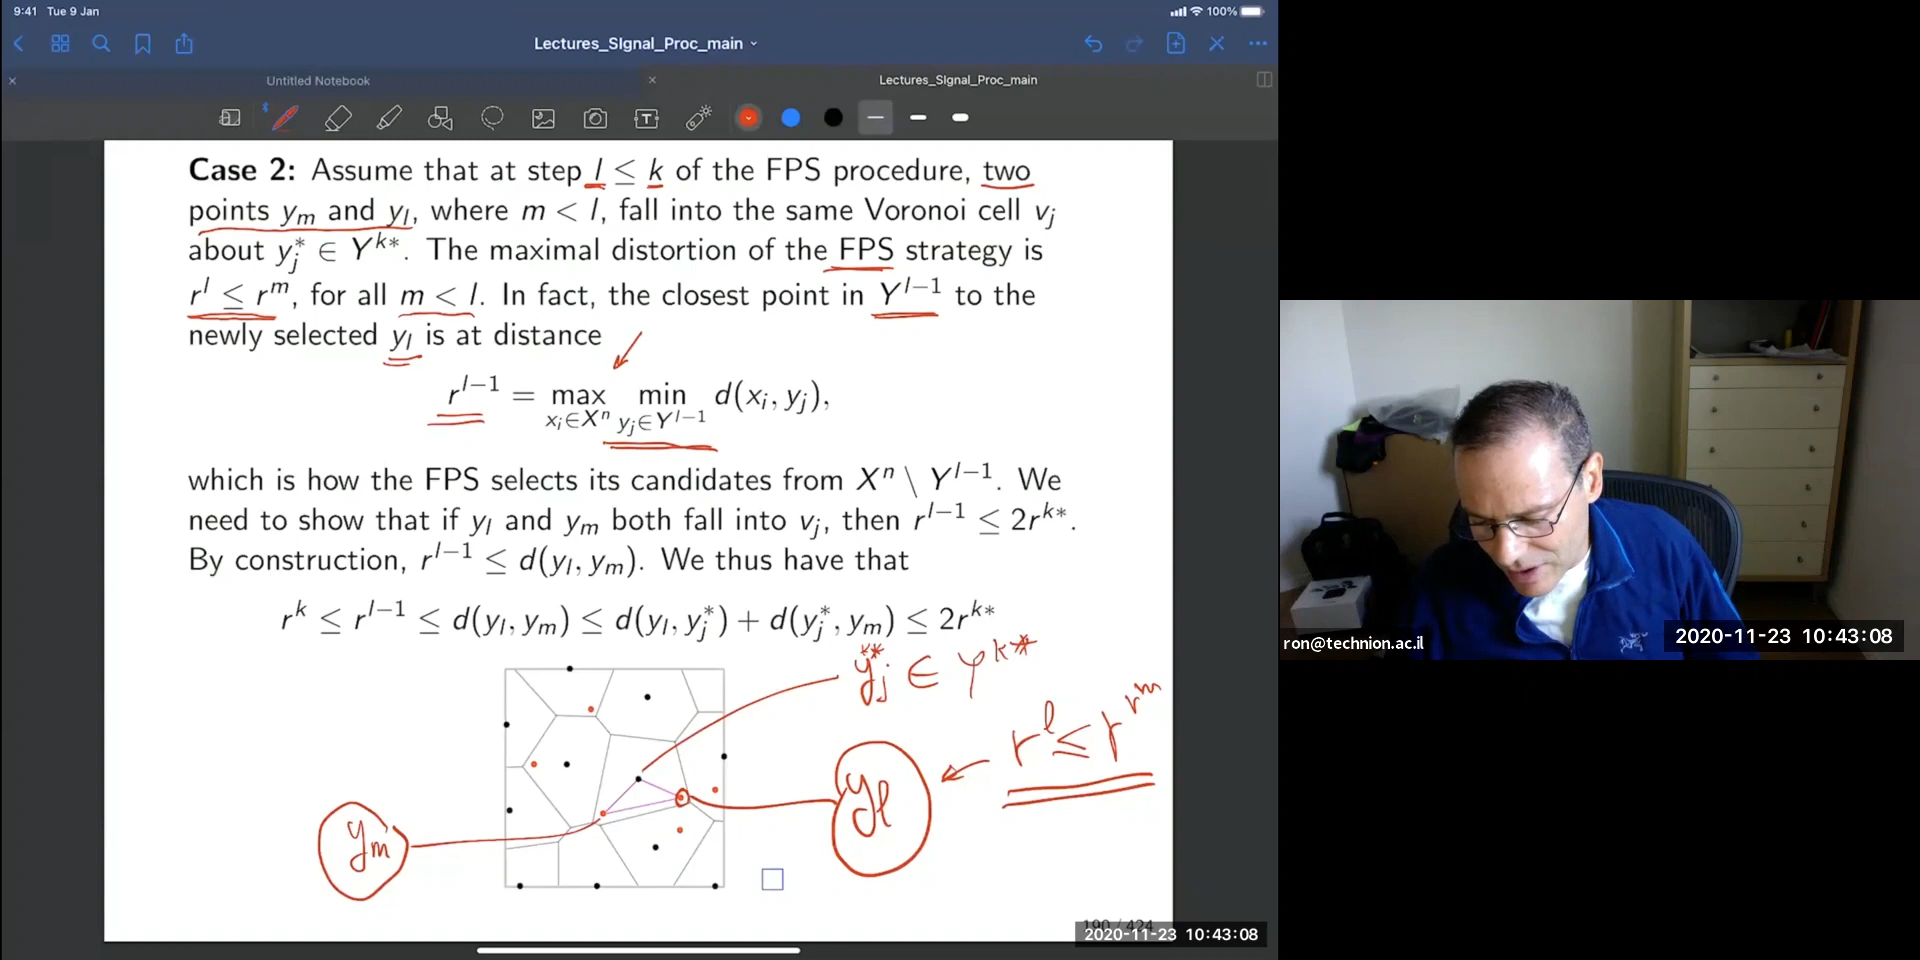 9:41 Tue 9 Jan
100%
Lectures_SIgnal_Proc_main
Untitled Notebook
Lectures_SIgnal_Proc_main
Case 2: Assume that at step l ≤ k of the FPS procedure, two
points y_m and y_l, where m < l, fall into the same Voronoi cell v_j
about y_j^* ∈ Y^{k*}. The maximal distortion of the FPS strategy is
r^l ≤ r^m, for all m < l. In fact, the closest point in Y^{l−1} to the
newly selected y_l is at distance
r^{l−1} = max_{x_i∈X^n} min_{y_j∈Y^{l−1}} d(x_i, y_j),
which is how the FPS selects its candidates from X^n \ Y^{l−1}. We
need to show that if y_l and y_m both fall into v_j, then r^{l−1} ≤ 2r^{k*}.
By construction, r^{l−1} ≤ d(y_l, y_m). We thus have that
r^k ≤ r^{l−1} ≤ d(y_l, y_m) ≤ d(y_l, y_j^*) + d(y_j^*, y_m) ≤ 2r^{k*}
y_j^{**} ∈ Y^{k*}
r^l ≤ r^m
y_l
y_m
190 / 424
2020-11-23 10:43:08
ron@technion.ac.il
2020-11-23 10:43:08